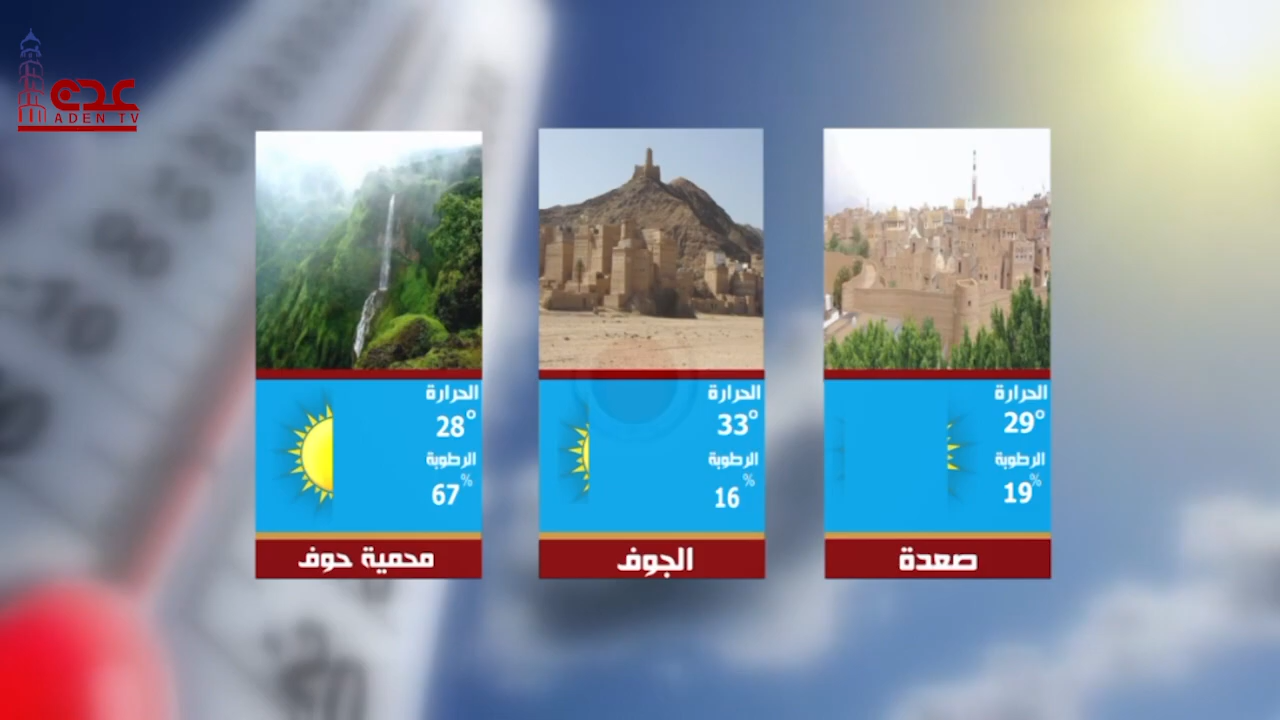 عدن
ADEN TV
الحرارة
29°
الرطوبة
19%
صعدة
الحرارة
33°
الرطوبة
16%
الجوف
الحرارة
28°
الرطوبة
67%
محمية حوف